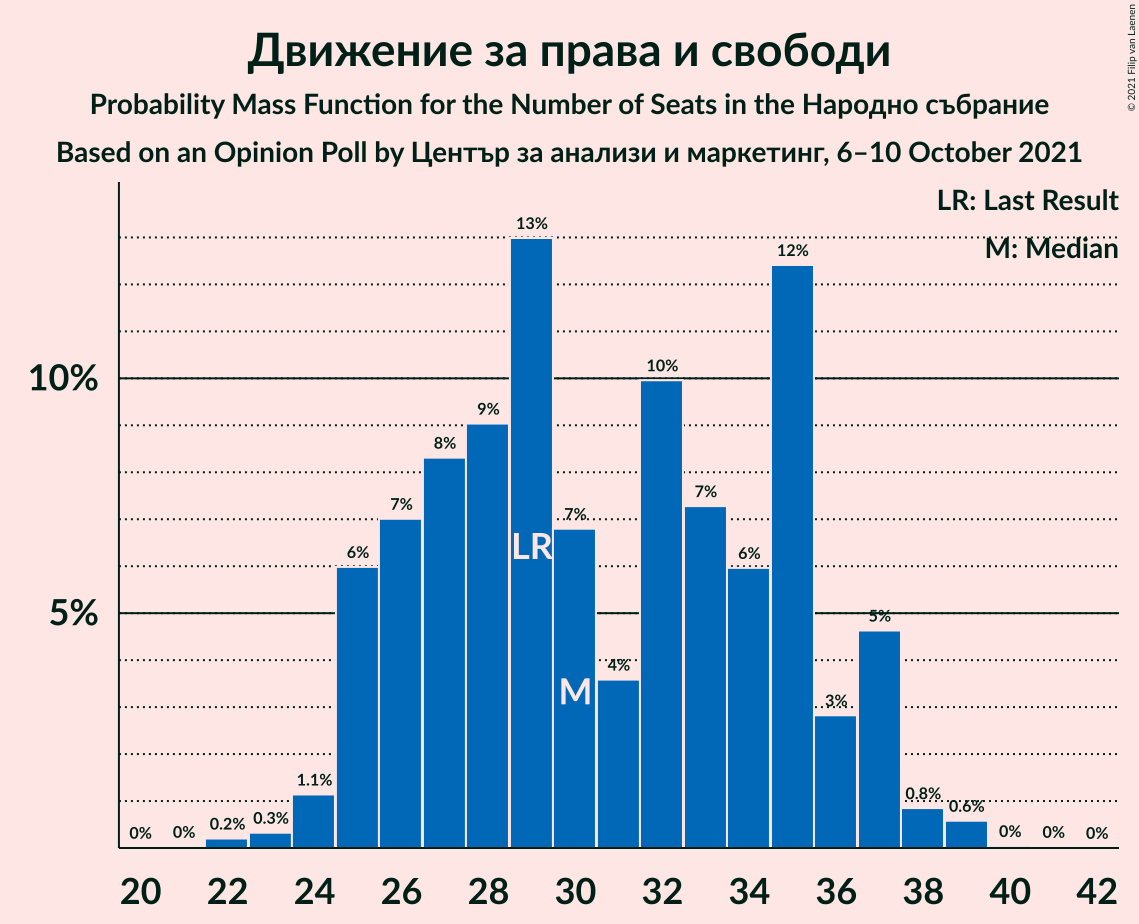 Движение за права и свободи
Probability Mass Function for the Number of Seats in the Народно събрание
Based on an Opinion Poll by Център за анализи и маркетинг, 6–10 October 2021
© 2021 Filip van Laenen
LR: Last Result
M: Median
10%
5%
0% 0% 0.2% 0.3% 1.1% 6% 7% 8% 9% 13% 7% 4% 10% 7% 6% 12% 3% 5% 0.8% 0.6% 0% 0% 0%
LR
M
20 22 24 26 28 30 32 34 36 38 40 42